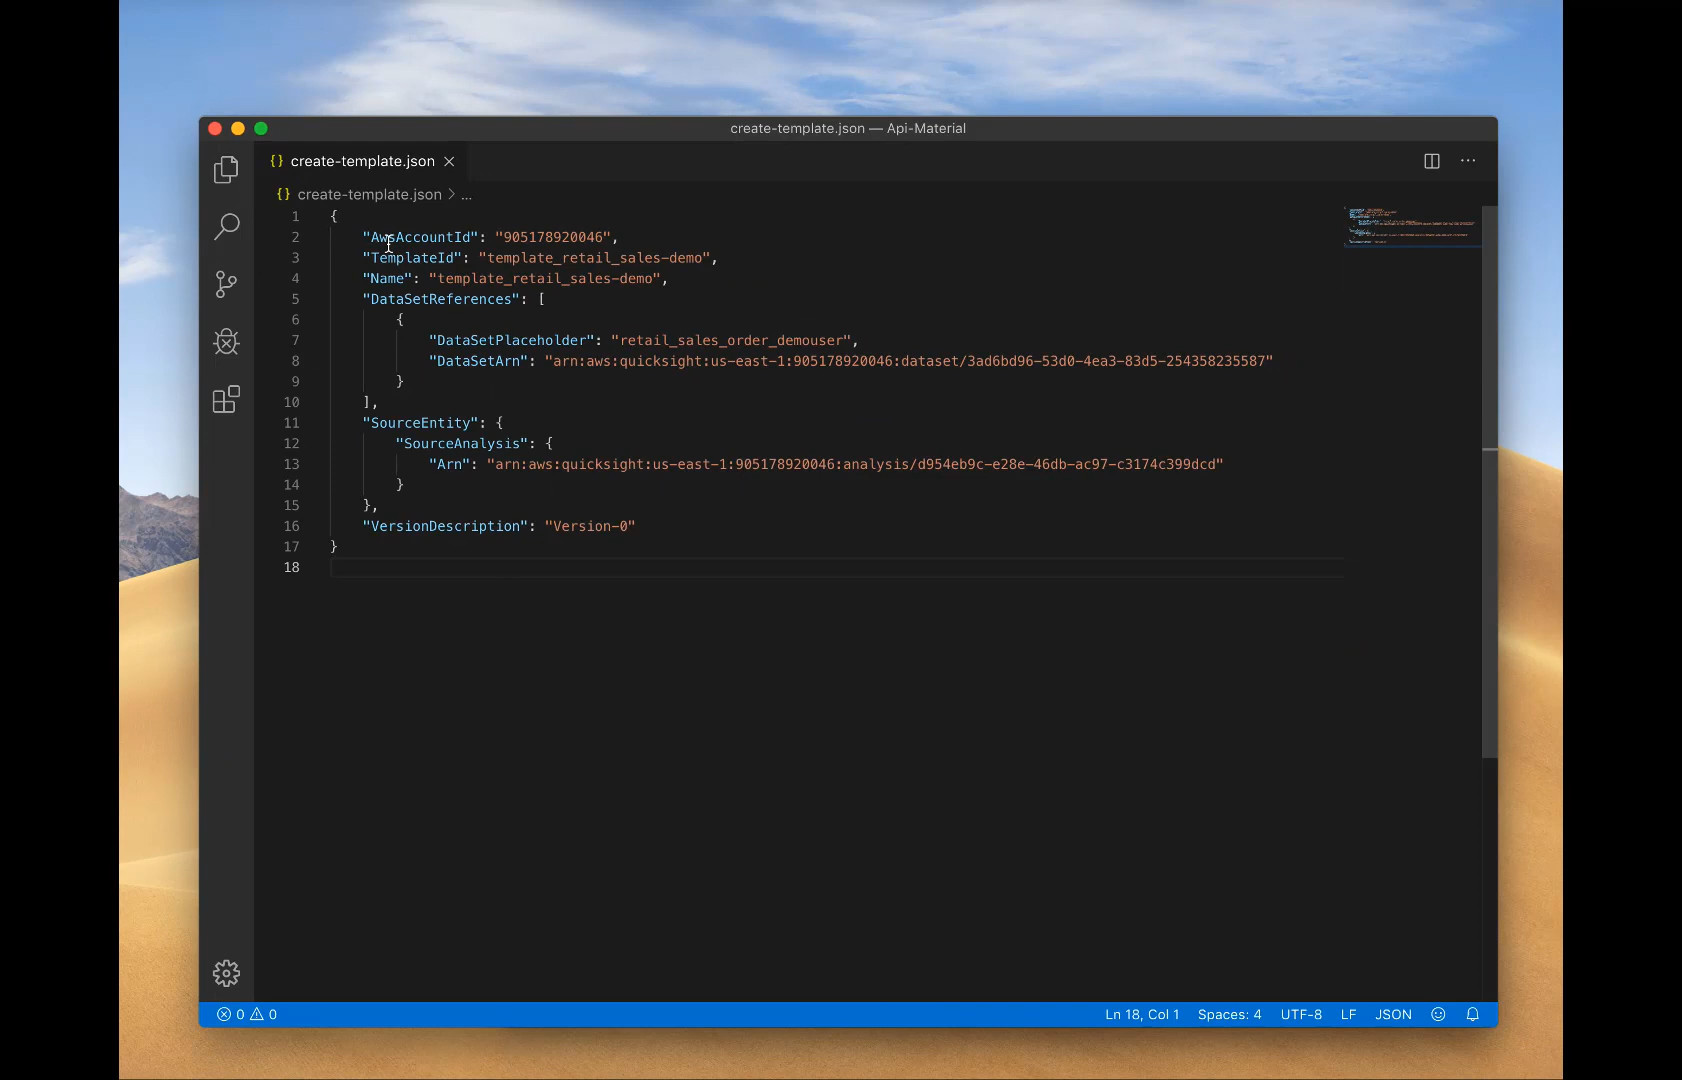 create-template.json — Api-Material
{} create-template.json
{} create-template.json > ...
1 {
2 "AwsAccountId": "905178920046",
3 "TemplateId": "template_retail_sales-demo",
4 "Name": "template_retail_sales-demo",
5 "DataSetReferences": [
6 {
7 "DataSetPlaceholder": "retail_sales_order_demouser",
8 "DataSetArn": "arn:aws:quicksight:us-east-1:905178920046:dataset/3ad6bd96-53d0-4ea3-83d5-254358235587"
9 }
10 ],
11 "SourceEntity": {
12 "SourceAnalysis": {
13 "Arn": "arn:aws:quicksight:us-east-1:905178920046:analysis/d954eb9c-e28e-46db-ac97-c3174c399dcd"
14 }
15 },
16 "VersionDescription": "Version-0"
17 }
18
0 0 Ln 18, Col 1 Spaces: 4 UTF-8 LF JSON